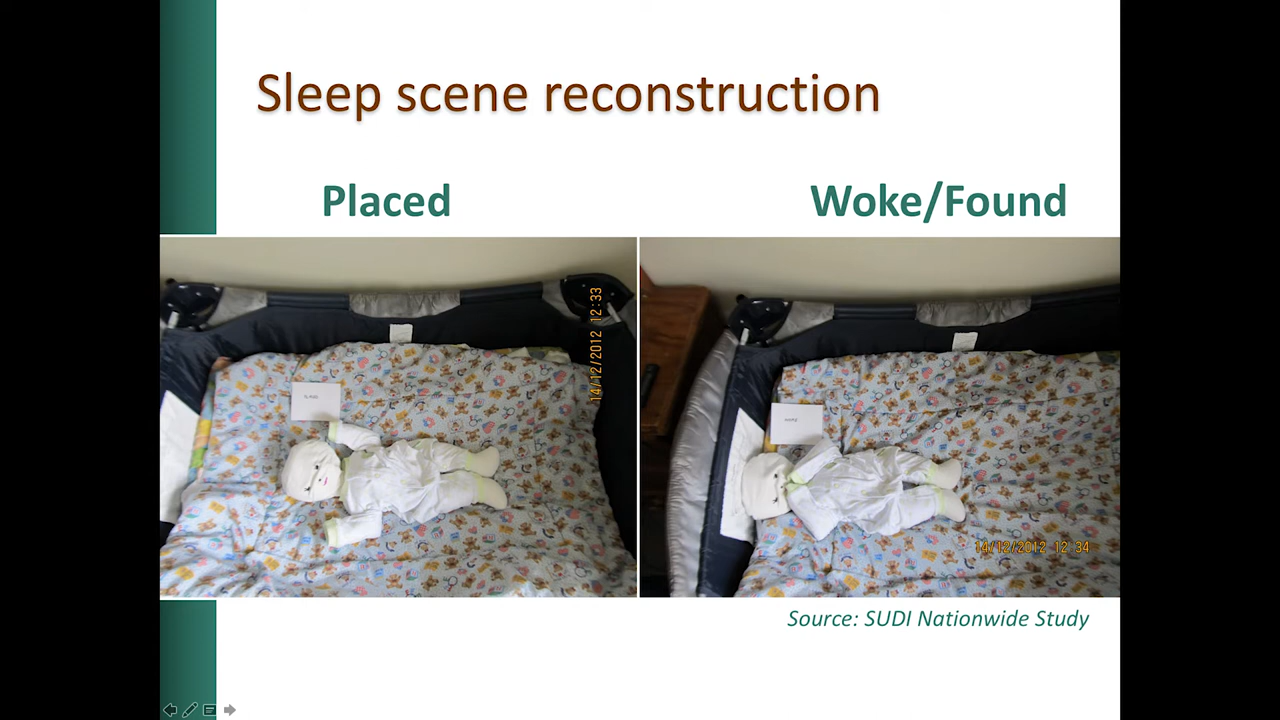 Sleep scene reconstruction
Placed
Woke/Found
14/12/2012 12:33
14/12/2012 12:34
Source: SUDI Nationwide Study